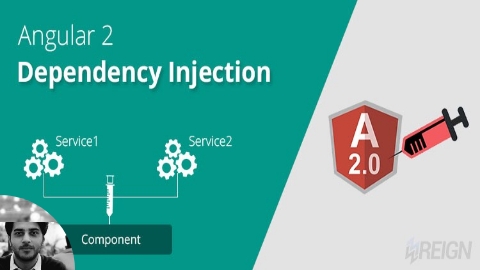 Angular 2
Dependency Injection
Service1
Service2
Component
A
2.0
REIGN